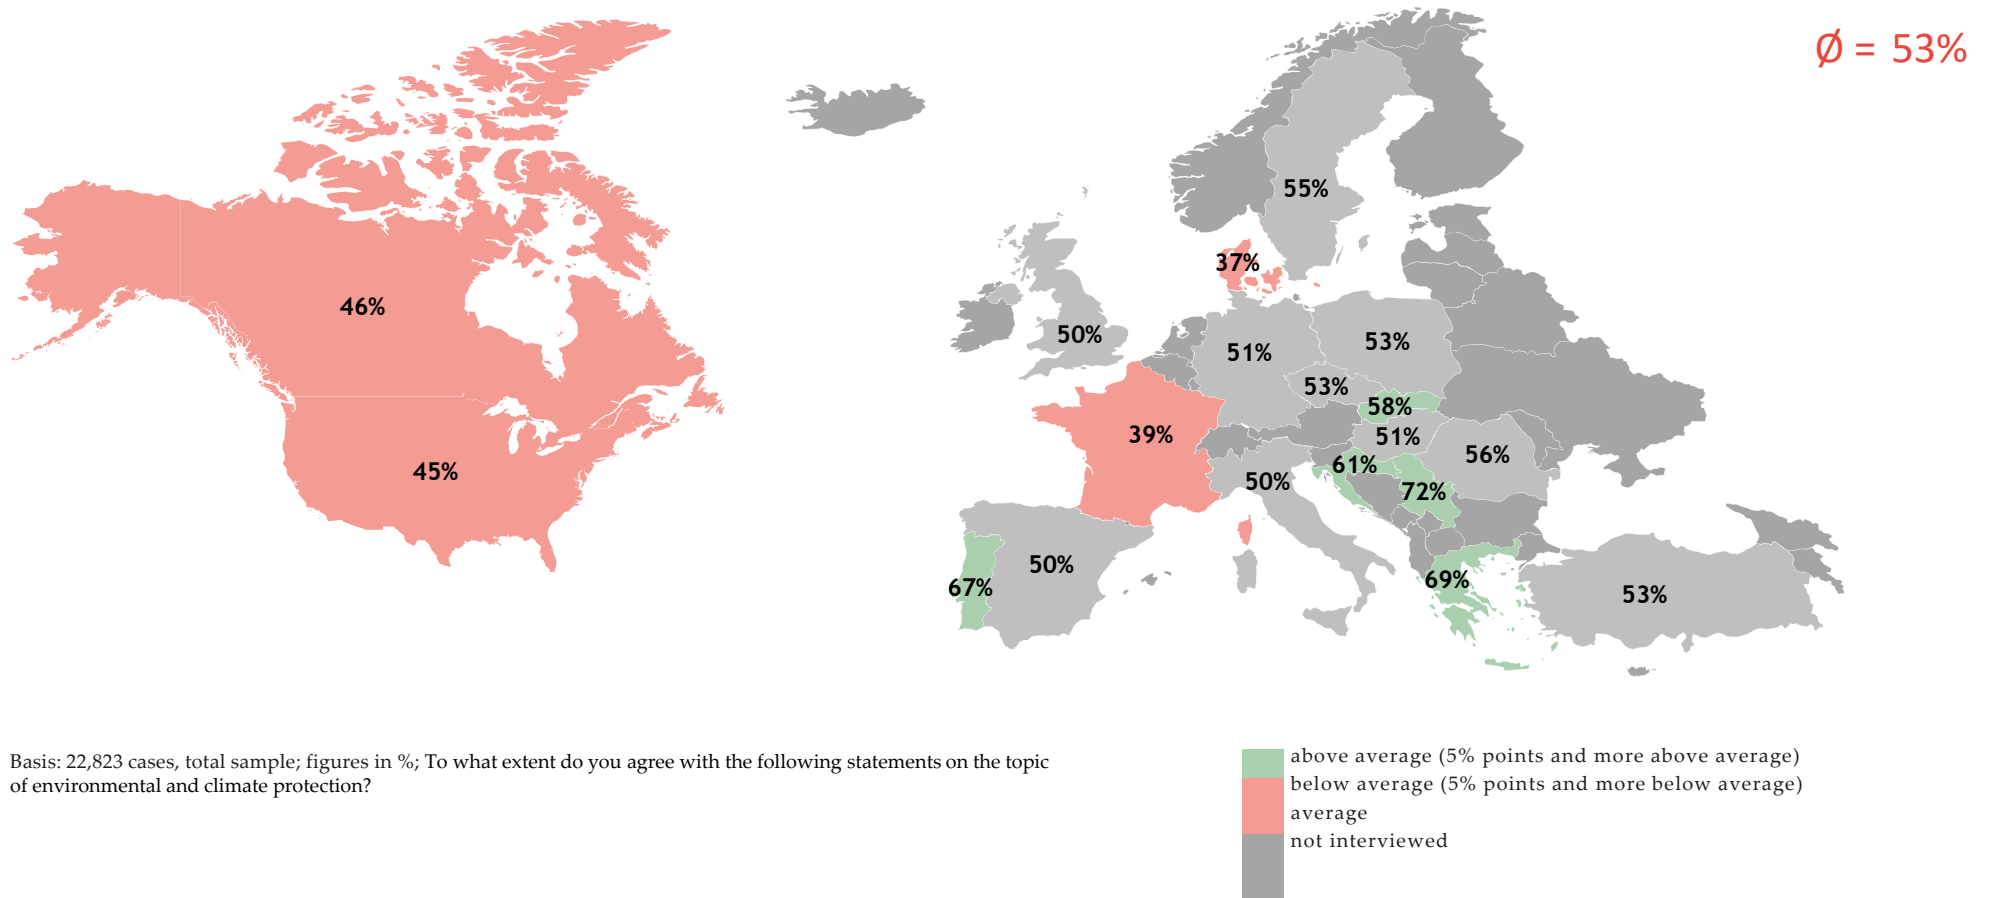 Ø = 53%
55%
37%
46%
50%
53%
51%
53%
58%
39%
51%
56%
61%
45%
50%
72%
50%
69%
67%
53%
Basis: 22,823 cases, total sample; figures in %; To what extent do you agree with the following statements on the topic
of environmental and climate protection?
above average (5% points and more above average)
below average (5% points and more below average)
average
not interviewed